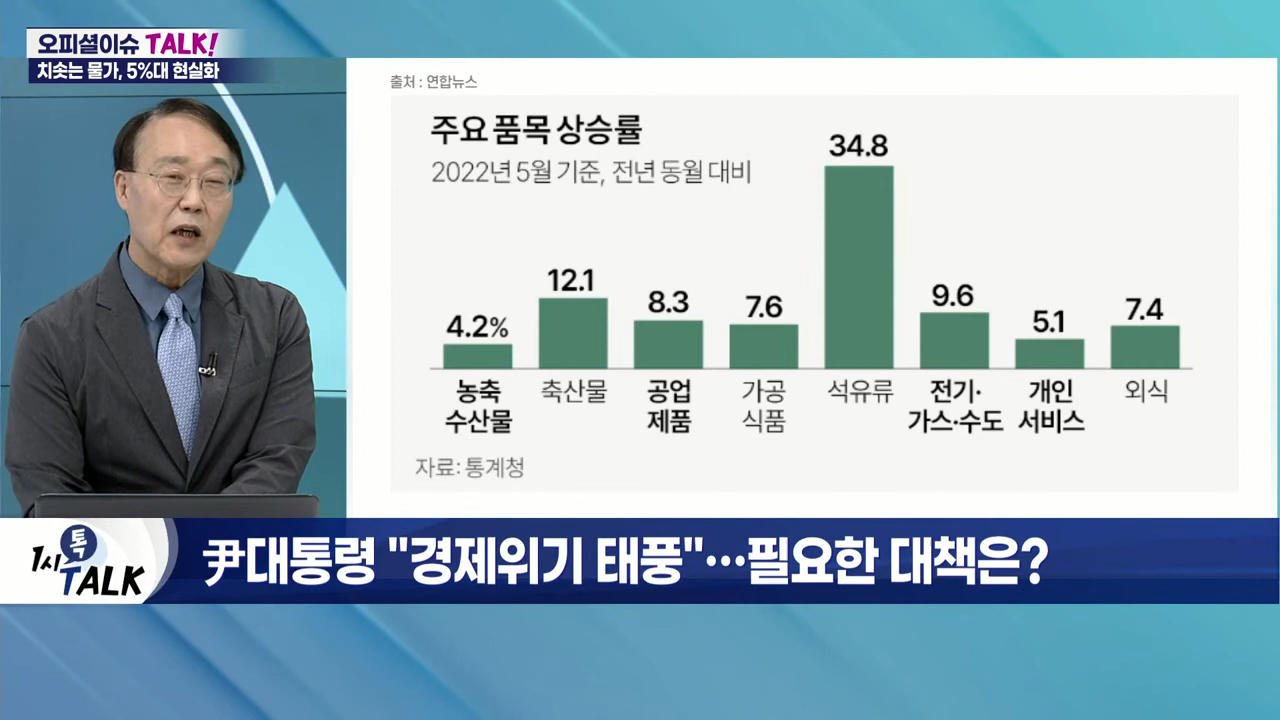 오피셜이슈 TALK!
치솟는 물가, 5%대 현실화
출처 : 연합뉴스
주요 품목 상승률
2022년 5월 기준, 전년 동월 대비
4.2%
12.1
8.3
7.6
34.8
9.6
5.1
7.4
농축
수산물
축산물
공업
제품
가공
식품
석유류
전기·
가스·수도
개인
서비스
외식
자료: 통계청
1시 톡
TALK
尹대통령 "경제위기 태풍"…필요한 대책은?